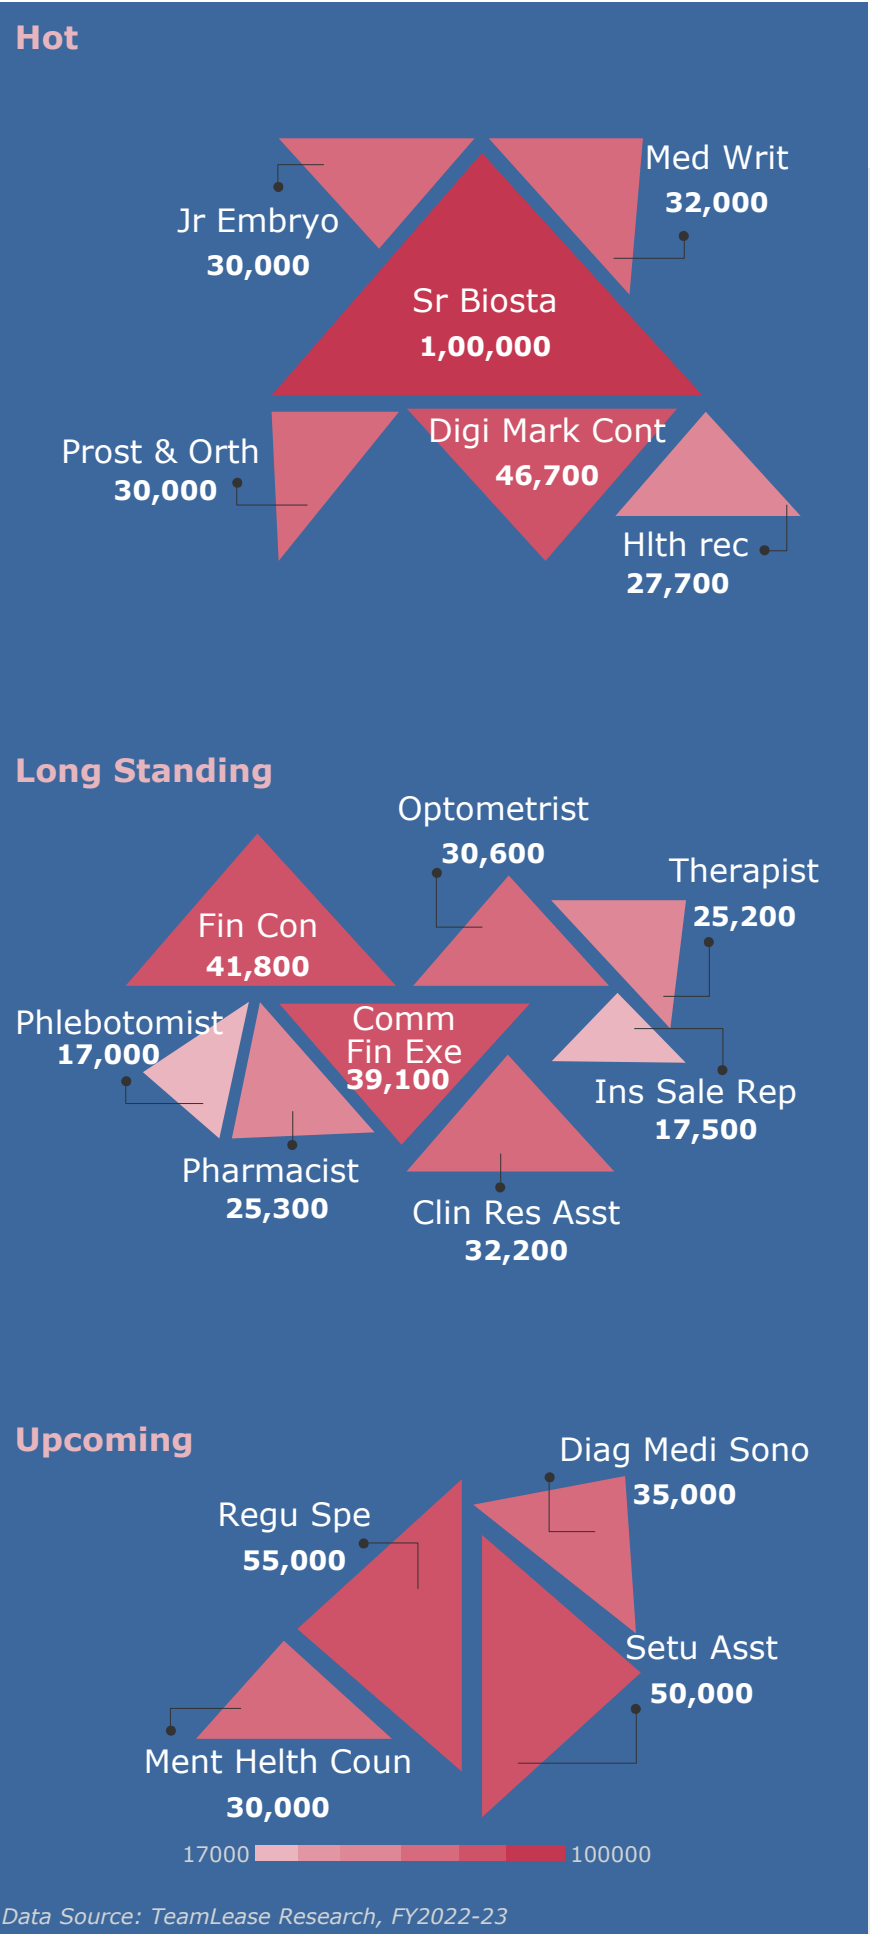 Hot
Med Writ
32,000
Jr Embryo
30,000
Sr Biosta
1,00,000
Digi Mark Cont
46,700
Prost & Orth
30,000
Hlth rec
27,700
Long Standing
Optometrist
30,600
Therapist
25,200
Fin Con
41,800
Phlebotomist
17,000
Comm
Fin Exe
39,100
Ins Sale Rep
17,500
Pharmacist
25,300
Clin Res Asst
32,200
Upcoming
Diag Medi Sono
35,000
Regu Spe
55,000
Setu Asst
50,000
Ment Helth Coun
30,000
17000 100000
Data Source: TeamLease Research, FY2022-23